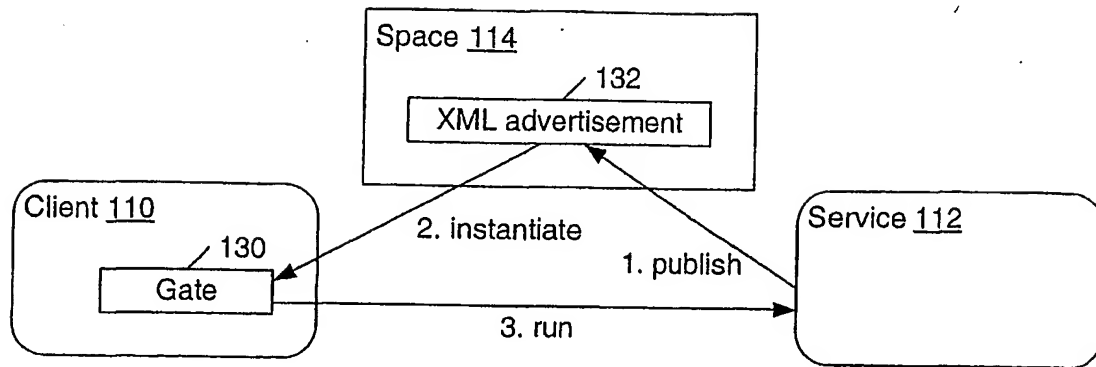 Space 114
132
XML advertisement
Client 110
130
Gate
2. instantiate
1. publish
Service 112
3. run